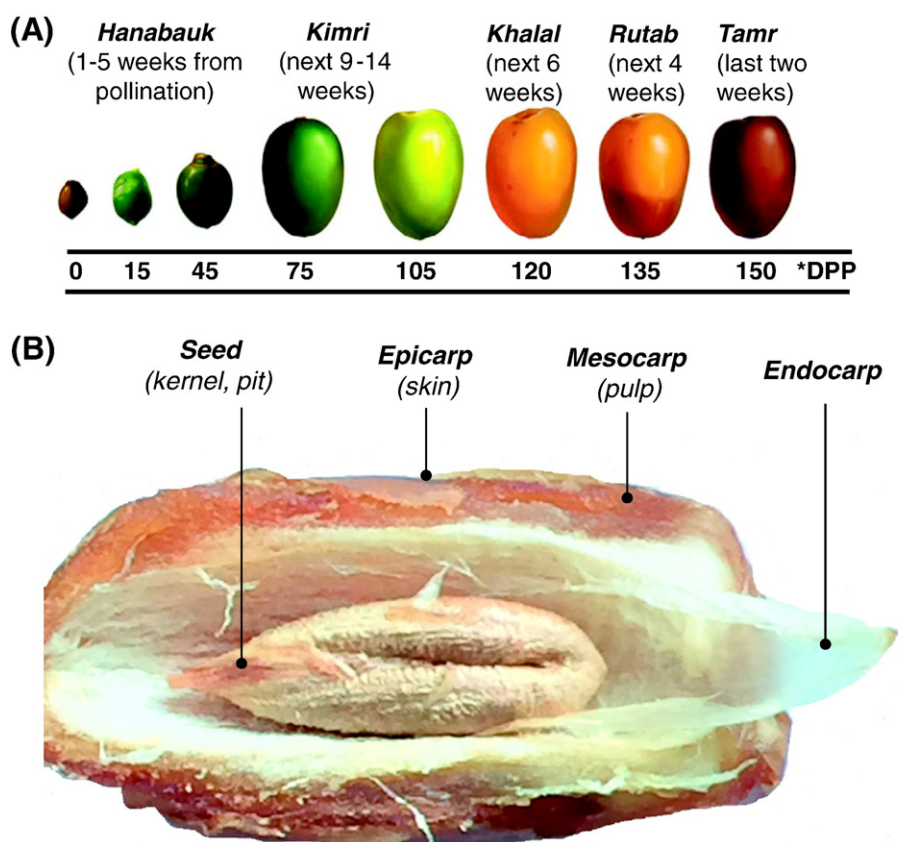 (A)
Hanabauk
(1-5 weeks from
pollination)
Kimri
(next 9-14
weeks)
Khalal
(next 6
weeks)
Rutab
(next 4
weeks)
Tamr
(last two
weeks)
0 15 45 75 105 120 135 150 *DPP
(B)
Seed
(kernel, pit)
Epicarp
(skin)
Mesocarp
(pulp)
Endocarp